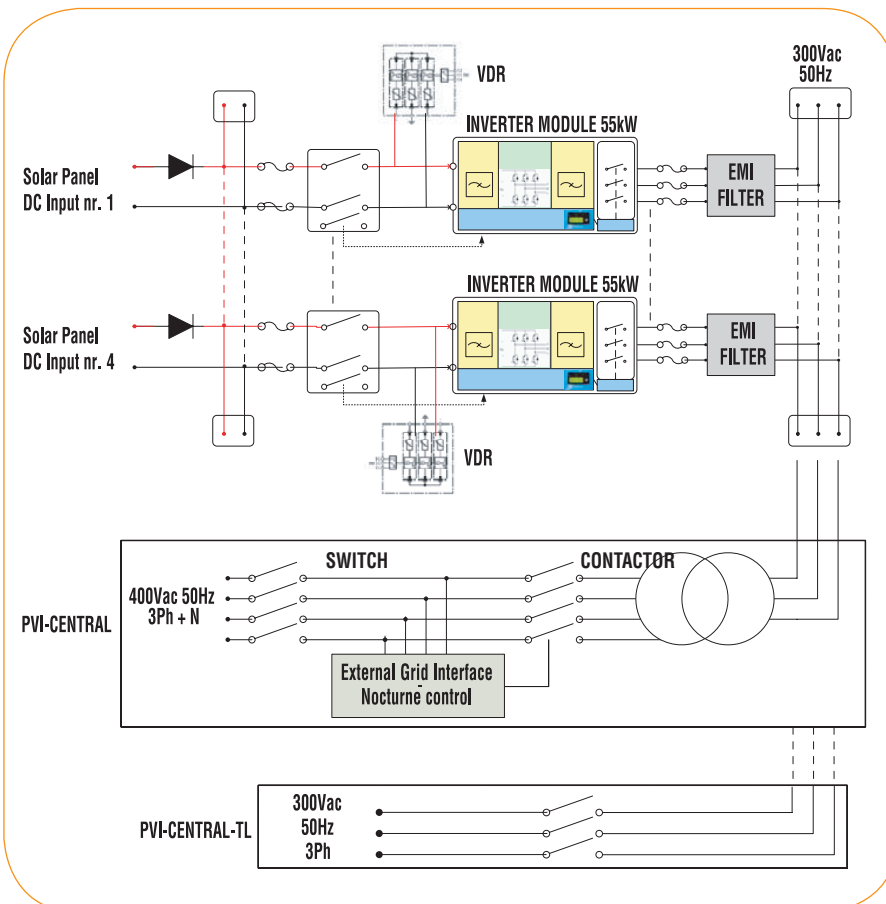 300Vac
50Hz
VDR
INVERTER MODULE 55kW
Solar Panel
DC Input nr. 1
EMI
FILTER
INVERTER MODULE 55kW
Solar Panel
DC Input nr. 4
EMI
FILTER
VDR
SWITCH
CONTACTOR
400Vac 50Hz
3Ph + N
PVI-CENTRAL
External Grid Interface
-
Nocturne control
300Vac
50Hz
3Ph
PVI-CENTRAL-TL